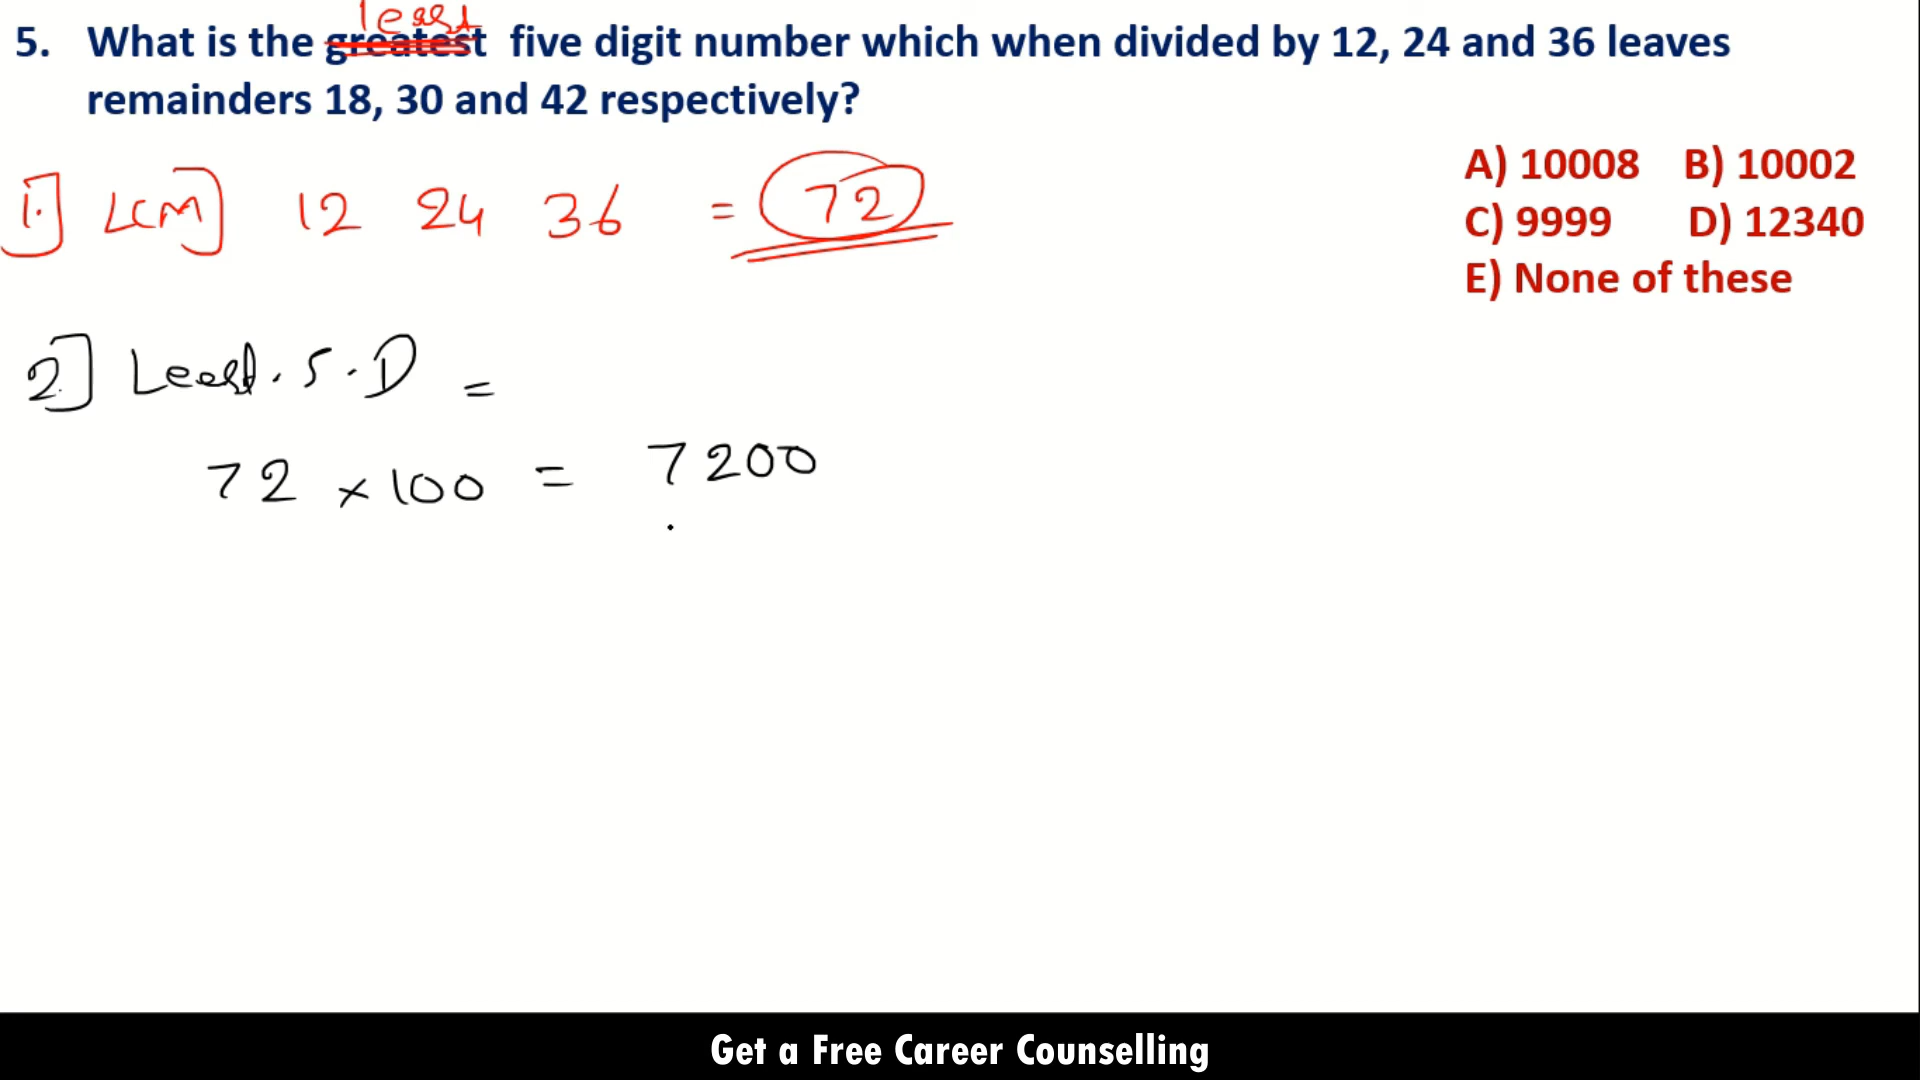 least
5. What is the greatest five digit number which when divided by 12, 24 and 36 leaves
remainders 18, 30 and 42 respectively?
A) 10008 B) 10002
C) 9999 D) 12340
E) None of these
1.] LCM] 12 24 36 = 72
2] Least. 5. D =
72 × 100 = 7200
Get a Free Career Counselling